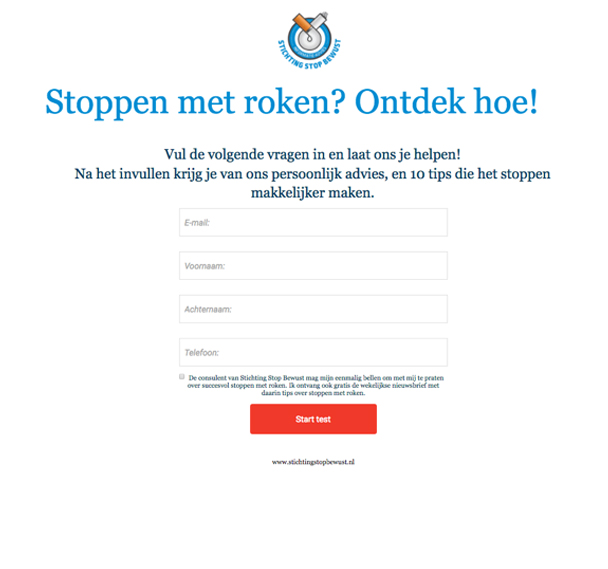 STICHTING STOP BEWUST
Stoppen met roken? Ontdek hoe!
Vul de volgende vragen in en laat ons je helpen!
Na het invullen krijg je van ons persoonlijk advies, en 10 tips die het stoppen
makkelijker maken.
E-mail:
Voornaam:
Achternaam:
Telefoon:
De consulent van Stichting Stop Bewust mag mijn eenmalig bellen om met mij te praten
over succesvol stoppen met roken. Ik ontvang ook gratis de wekelijkse nieuwsbrief met
daarin tips over stoppen met roken.
Start test
www.stichtingstopbewust.nl